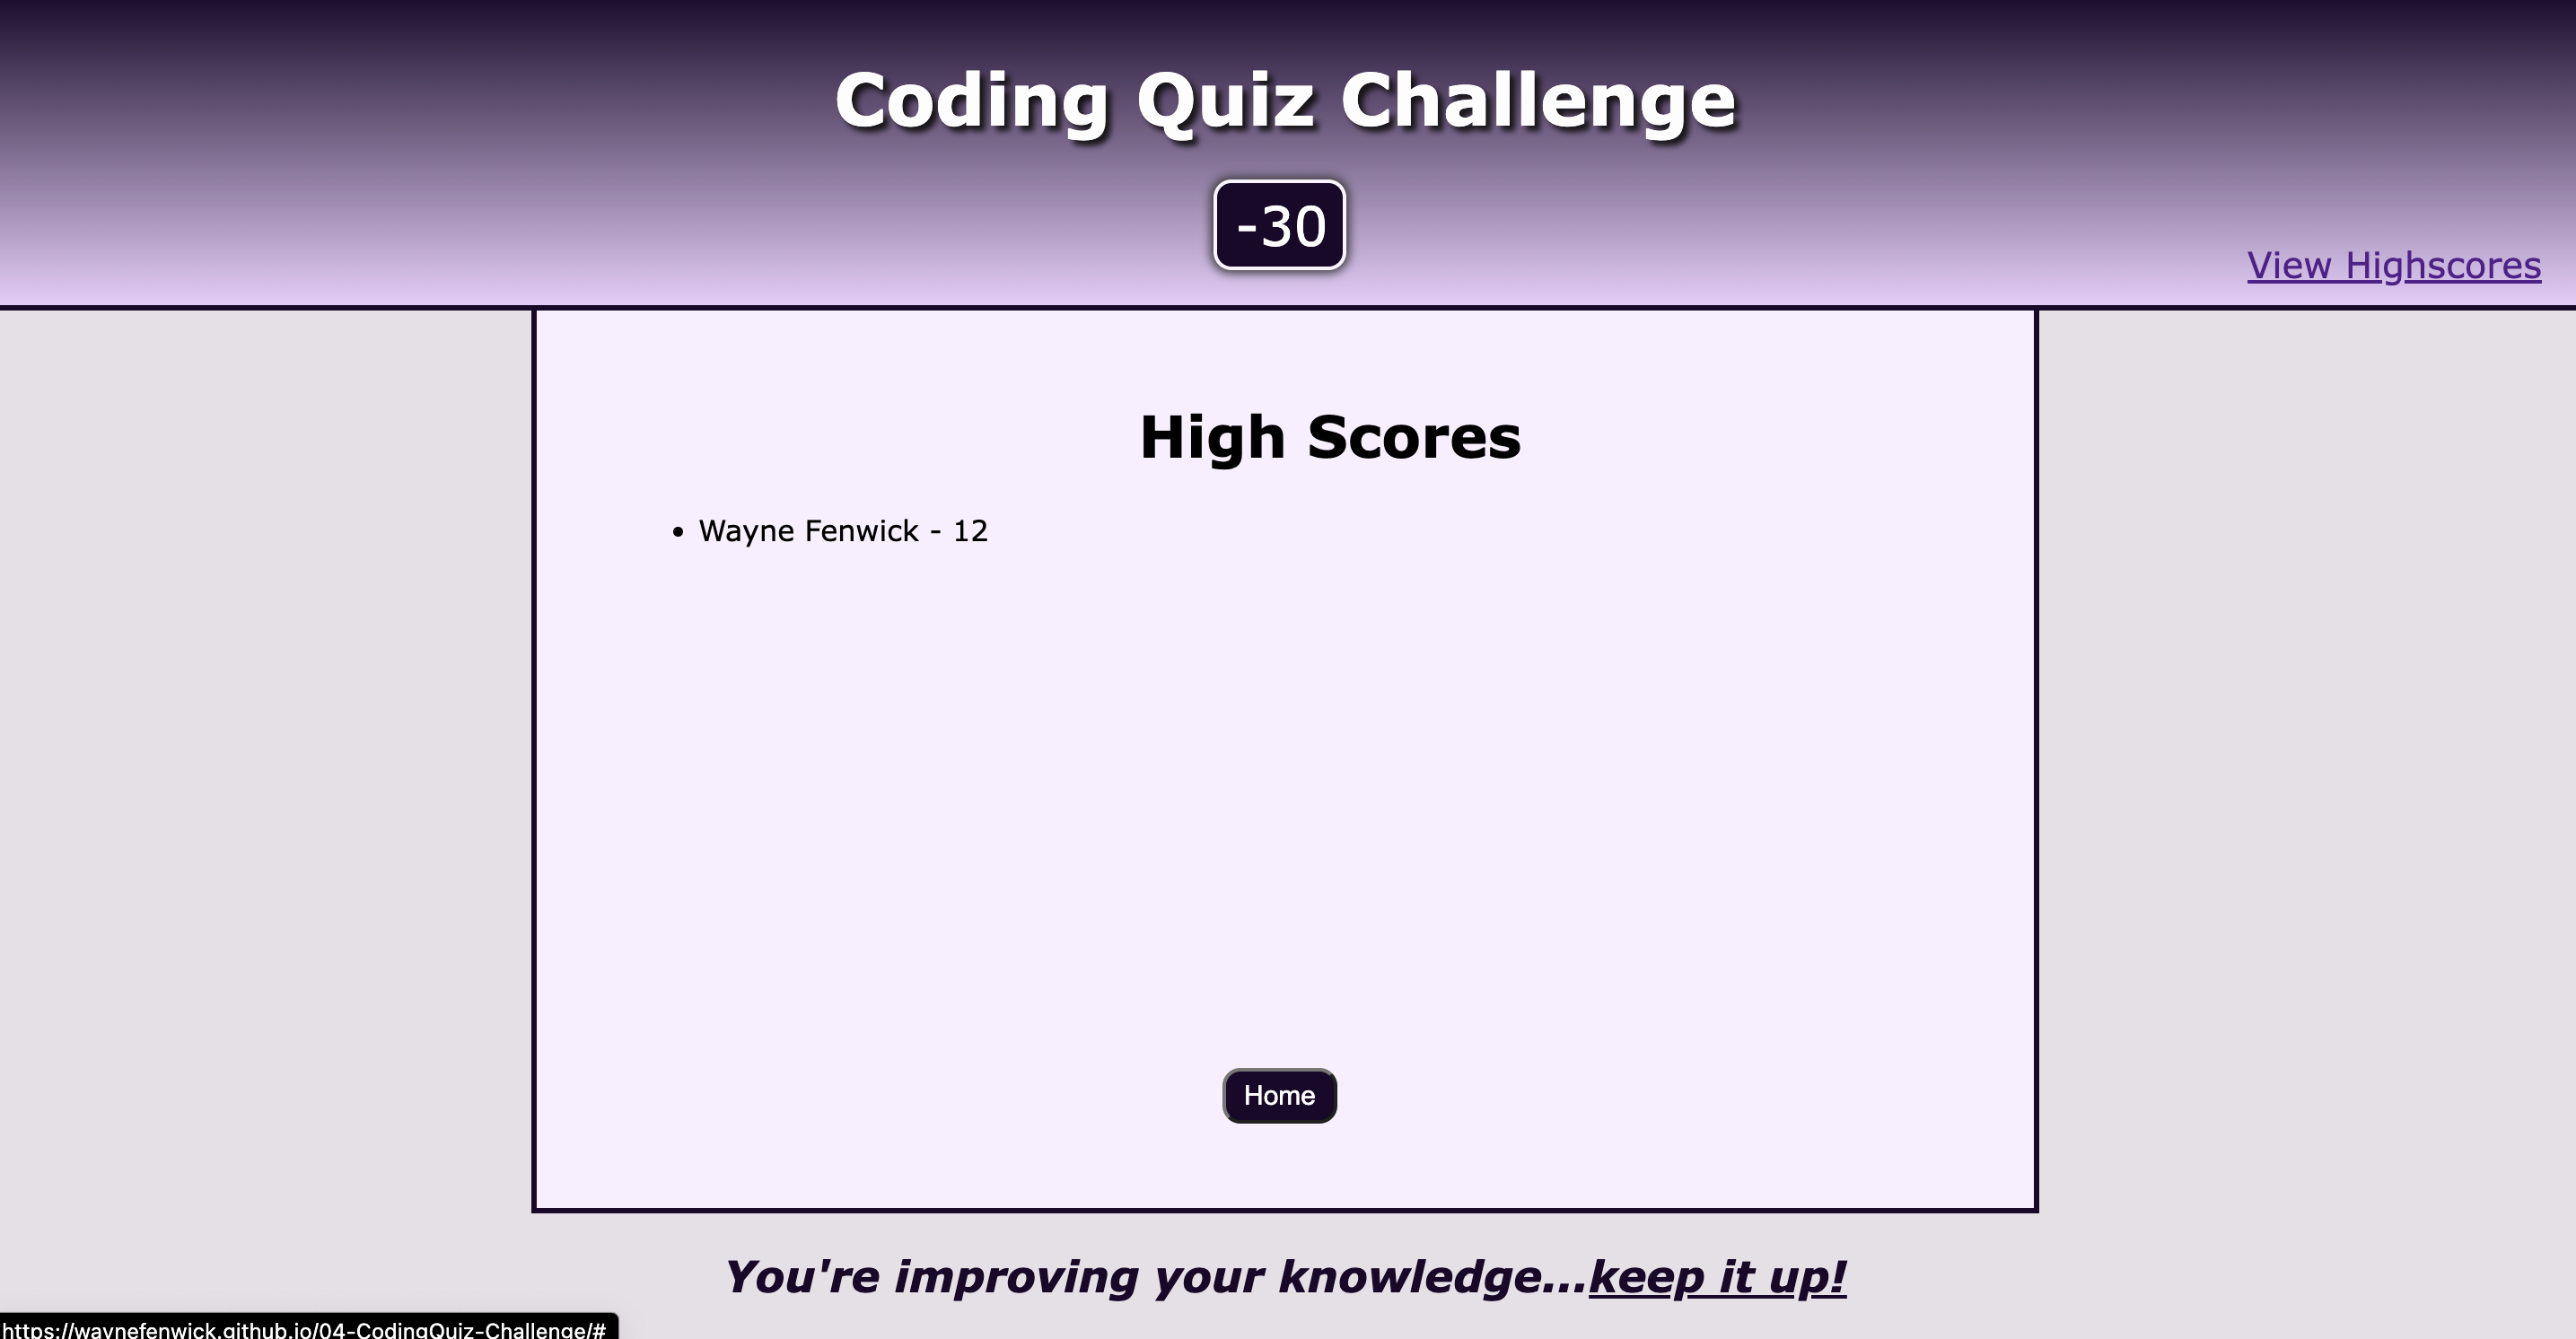 Coding Quiz Challenge
-30
View Highscores
High Scores
• Wayne Fenwick - 12
Home
You're improving your knowledge...keep it up!
https://waynefenwick.github.io/04-CodingQuiz-Challenge/#